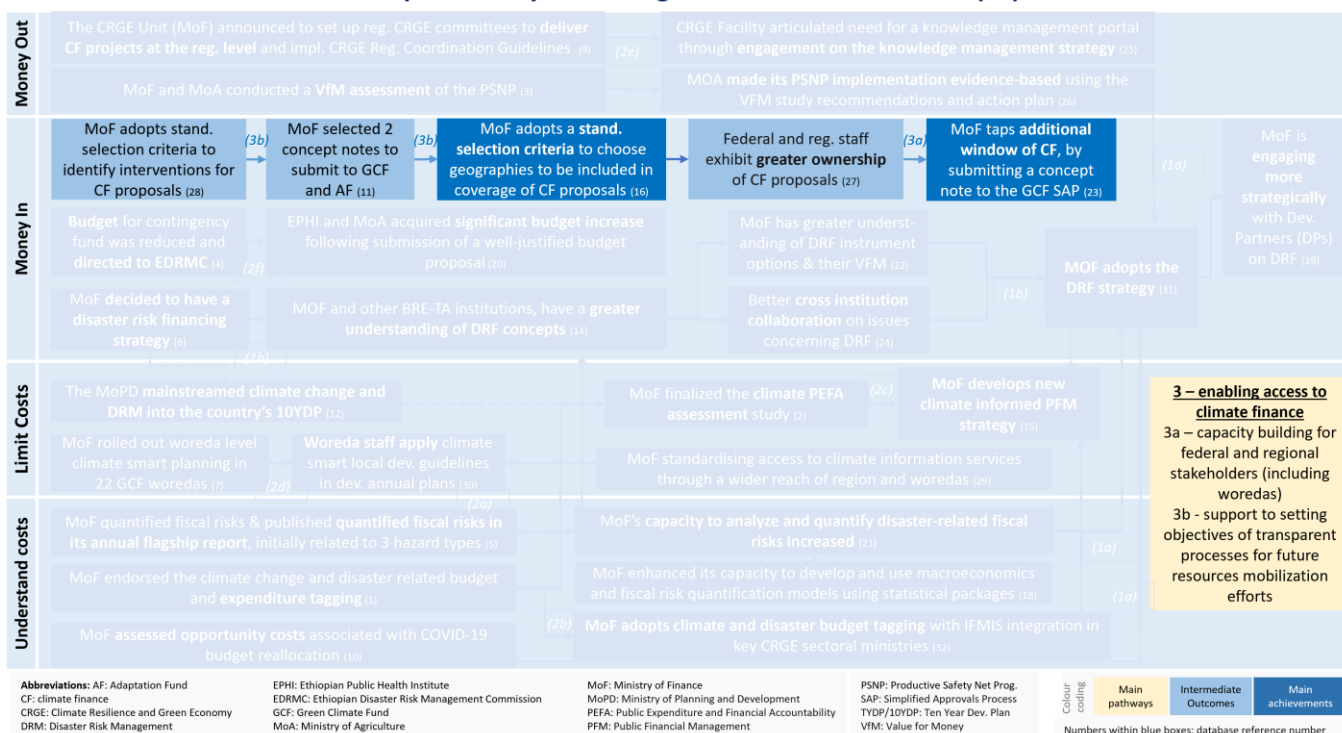 Money Out
The CRGE Unit (MoF) announced to set up reg. CRGE committees to deliver
CF projects at the reg. level and impl. CRGE Reg. Coordination Guidelines (9)
(2e)
CRGE Facility articulated need for a knowledge management portal
through engagement on the knowledge management strategy (25)
MoF and MoA conducted a VfM assessment of the PSNP (3)
MOA made its PSNP implementation evidence-based using the
VFM study recommendations and action plan (26)
Money In
MoF adopts stand.
selection criteria to
identify interventions for
CF proposals (28)
(3b)
MoF selected 2
concept notes to
submit to GCF
and AF (11)
(3b)
MoF adopts a stand.
selection criteria to choose
geographies to be included in
coverage of CF proposals (16)
Federal and reg. staff
exhibit greater ownership
of CF proposals (27)
(3a)
MoF taps additional
window of CF, by
submitting a concept
note to the GCF SAP (23)
(1a)
MoF is
engaging
more
strategically
with Dev.
Partners (DPs)
on DRF (19)
Budget for contingency
fund was reduced and
directed to EDRMC (4)
(2f)
EPHI and MoA acquired significant budget increase
following submission of a well-justified budget
proposal (20)
MoF has greater underst-
anding of DRF instrument
options & their VFM (22)
(1b)
MOF adopts the
DRF strategy (31)
MoF decided to have a
disaster risk financing
strategy (6)
(1b)
MOF and other BRE-TA institutions, have a greater
understanding of DRF concepts (14)
Better cross institution
collaboration on issues
concerning DRF (24)
Limit Costs
The MoPD mainstreamed climate change and
DRM into the country's 10YDP (12)
MoF finalized the climate PEFA
assessment study (2)
(2c)
MoF develops new
climate informed PFM
strategy (15)
MoF rolled out woreda level
climate smart planning in
22 GCF woredas (7)
(2d)
Woreda staff apply climate
smart local dev. guidelines
in dev. annual plans (30)
(2a)
MoF standardising access to climate information services
through a wider reach of region and woredas (29)
3 – enabling access to
climate finance
3a – capacity building for
federal and regional
stakeholders (including
woredas)
3b - support to setting
objectives of transparent
processes for future
resources mobilization
efforts
Understand costs
MoF quantified fiscal risks & published quantified fiscal risks in
its annual flagship report, initially related to 3 hazard types (5)
MoF's capacity to analyze and quantify disaster-related fiscal
risks increased (21)
(1a)
MoF endorsed the climate change and disaster related budget
and expenditure tagging (1)
MoF enhanced its capacity to develop and use macroeconomics
and fiscal risk quantification models using statistical packages (18)
(1a)
(2b)
MoF assessed opportunity costs associated with COVID-19
budget reallocation (10)
MoF adopts climate and disaster budget tagging with IFMIS integration in
key CRGE sectoral ministries (32)
Abbreviations: AF: Adaptation Fund
CF: climate finance
CRGE: Climate Resilience and Green Economy
DRM: Disaster Risk Management
EPHI: Ethiopian Public Health Institute
EDRMC: Ethiopian Disaster Risk Management Commission
GCF: Green Climate Fund
MoA: Ministry of Agriculture
MoF: Ministry of Finance
MoPD: Ministry of Planning and Development
PEFA: Public Expenditure and Financial Accountability
PFM: Public Financial Management
PSNP: Productive Safety Net Prog.
SAP: Simplified Approvals Process
TYDP/10YDP: Ten Year Dev. Plan
VfM: Value for Money
Colour coding
Main pathways
Intermediate Outcomes
Main achievements
Numbers within blue boxes: database reference number